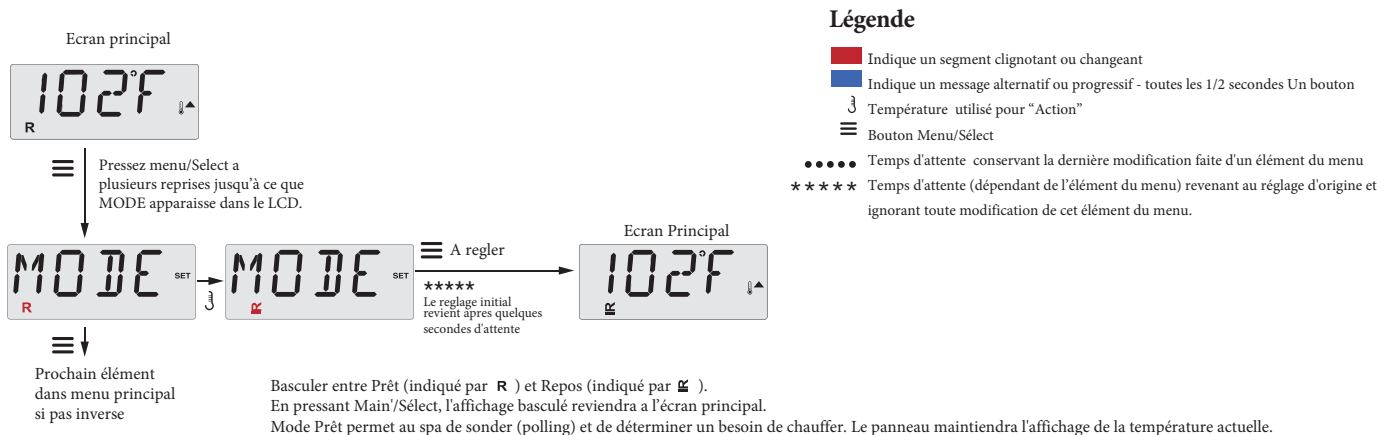 Ecran principal
102°F
R
Pressez menu/Select a
plusieurs reprises jusqu'à ce que
MODE apparaisse dans le LCD.
MODE SET
R
MODE SET
A regler
*****
Le reglage initial
revient apres quelques
secondes d'attente
Ecran Principal
102°F
Prochain élément
dans menu principal
si pas inverse
Légende
Indique un segment clignotant ou changeant
Indique un message alternatif ou progressif - toutes les 1/2 secondes Un bouton
Température utilisé pour “Action”
Bouton Menu/Sélect
••••• Temps d'attente conservant la dernière modification faite d'un élément du menu
***** Temps d'attente (dépendant de l’élément du menu) revenant au réglage d'origine et
ignorant toute modification de cet élément du menu.
Basculer entre Prêt (indiqué par R ) et Repos (indiqué par R ).
En pressant Main'/Sélect, l'affichage basculé reviendra a l’écran principal.
Mode Prêt permet au spa de sonder (polling) et de déterminer un besoin de chauffer. Le panneau maintiendra l'affichage de la température actuelle.